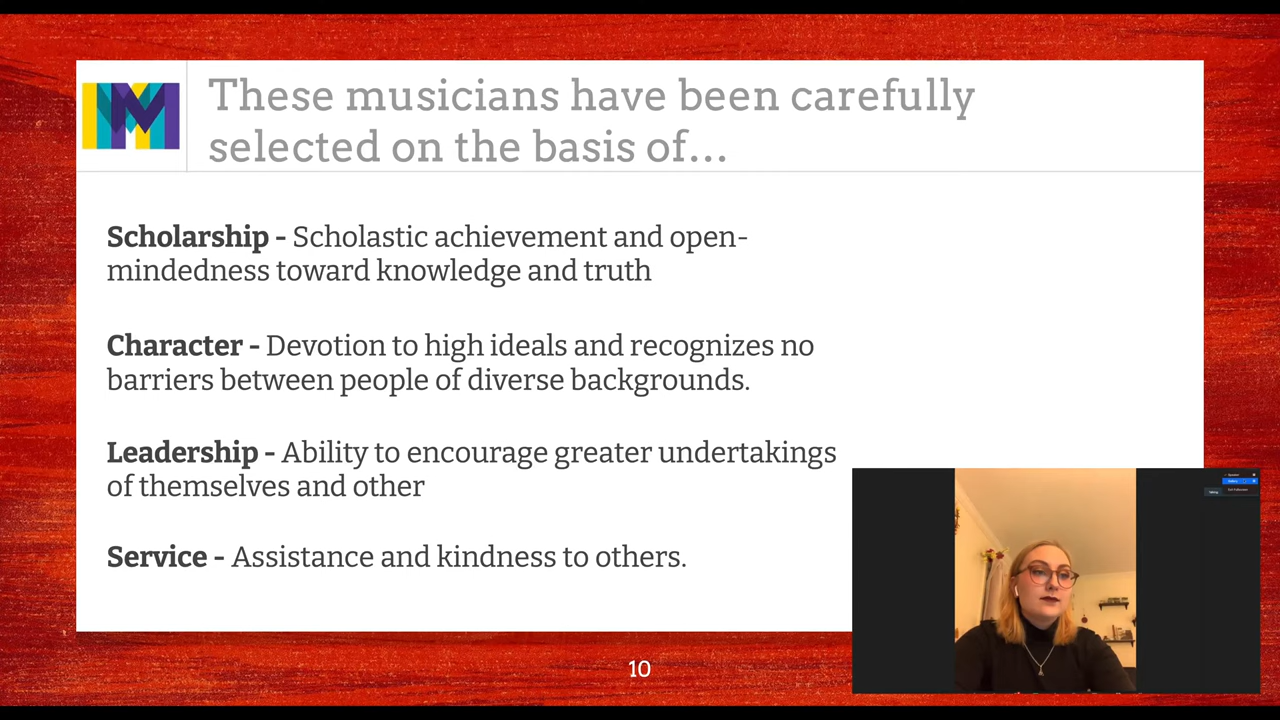 These musicians have been carefully
selected on the basis of...
Scholarship - Scholastic achievement and open-
mindedness toward knowledge and truth
Character - Devotion to high ideals and recognizes no
barriers between people of diverse backgrounds.
Leadership - Ability to encourage greater undertakings
of themselves and other
Service - Assistance and kindness to others.
10